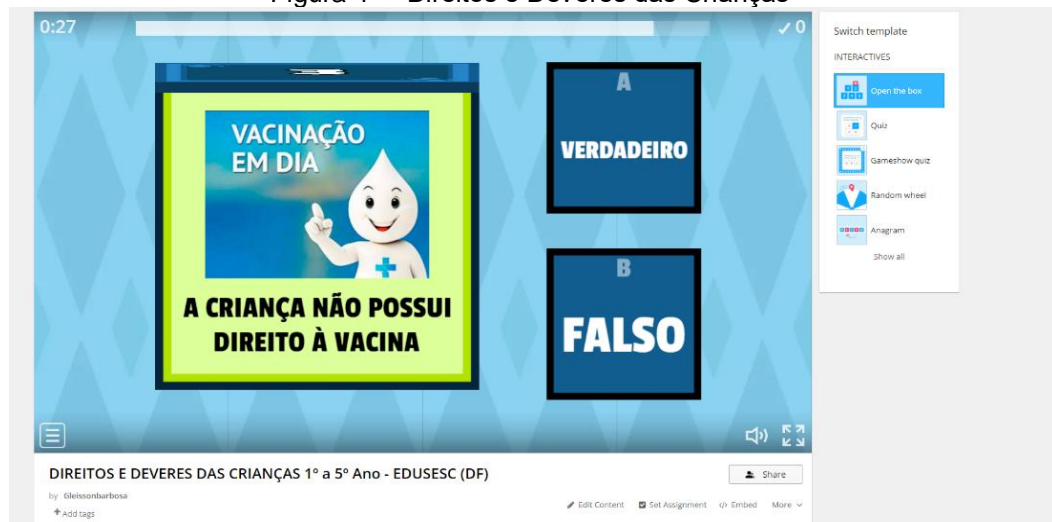 Figura 4 – Direitos e Deveres das Crianças
0:27
✓ 0
VACINAÇÃO
EM DIA
A CRIANÇA NÃO POSSUI
DIREITO À VACINA
A
VERDADEIRO
B
FALSO
DIREITOS E DEVERES DAS CRIANÇAS 1º a 5º Ano - EDUSESC (DF)
Share
by Gleissonbarbosa
+ Add tags
Edit Content Set Assignment </> Embed More
Switch template
INTERACTIVES
Open the box
Quiz
Gameshow quiz
Random wheel
Anagram
Show all